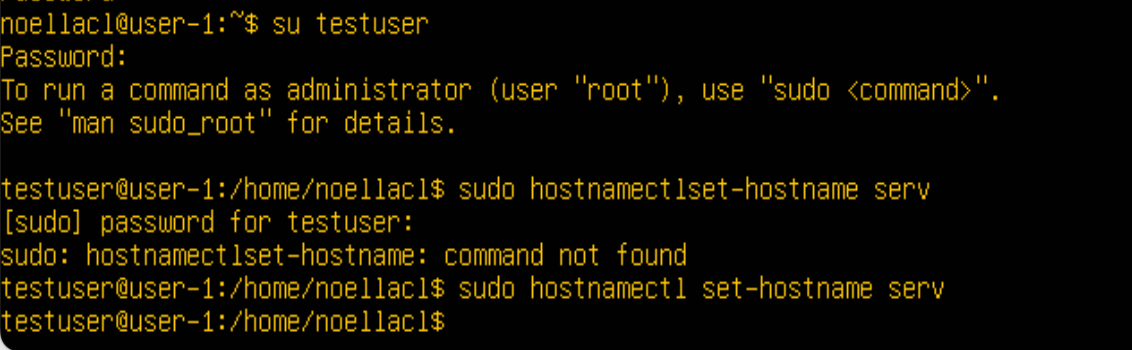 noellacl@user-1:~$ su testuser
Password:
To run a command as administrator (user "root"), use "sudo <command>".
See "man sudo_root" for details.
testuser@user-1:/home/noellacl$ sudo hostnamectlset-hostname serv
[sudo] password for testuser:
sudo: hostnamectlset-hostname: command not found
testuser@user-1:/home/noellacl$ sudo hostnamectl set-hostname serv
testuser@user-1:/home/noellacl$